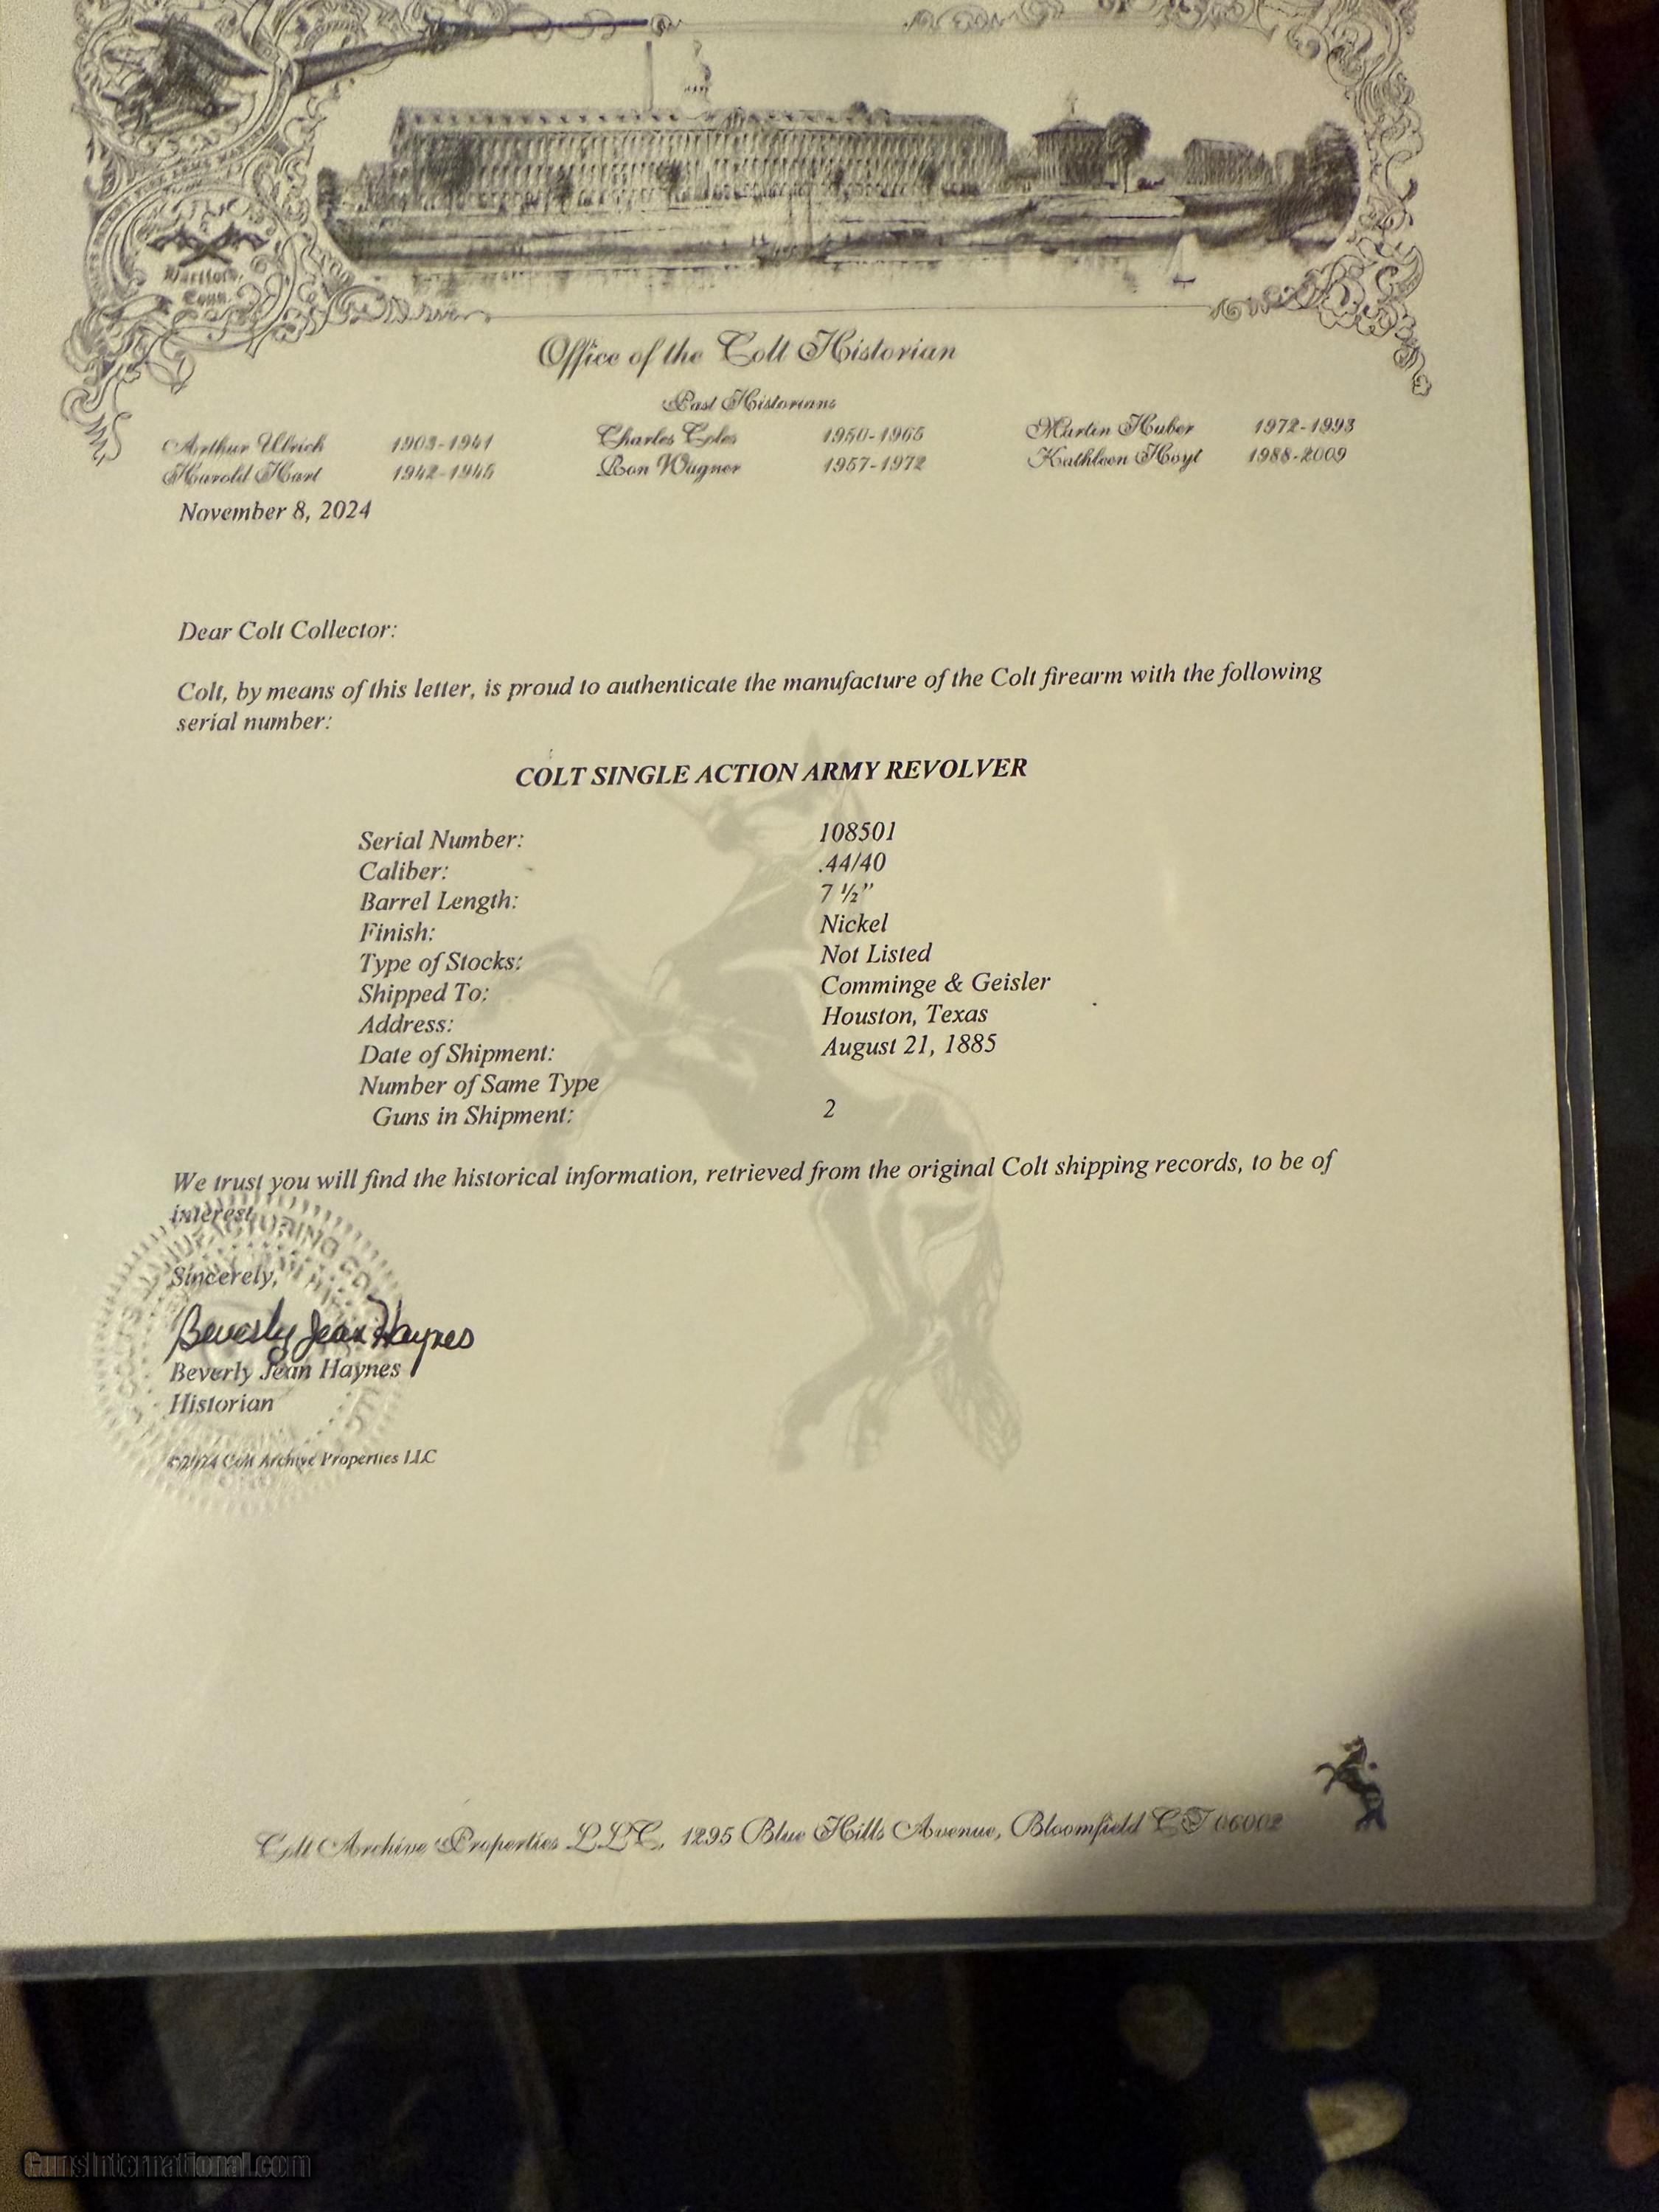 Hartford,
Conn.
Office of the Colt Historian
Past Historians
Arthur Ulrich 1903-1941 Charles Coles 1950-1965 Martin Huber 1972-1993
Harold Hart 1942-1945 Ron Wagner 1957-1972 Kathleen Hoyt 1988-2009
November 8, 2024
Dear Colt Collector:
Colt, by means of this letter, is proud to authenticate the manufacture of the Colt firearm with the following
serial number:
COLT SINGLE ACTION ARMY REVOLVER
Serial Number: 108501
Caliber: .44/40
Barrel Length: 7 ½”
Finish: Nickel
Type of Stocks: Not Listed
Shipped To: Comminge & Geisler
Address: Houston, Texas
Date of Shipment: August 21, 1885
Number of Same Type
Guns in Shipment: 2
We trust you will find the historical information, retrieved from the original Colt shipping records, to be of
interest.
Sincerely,
Beverly Jean Haynes
Beverly Jean Haynes
Historian
©2024 Colt Archive Properties LLC
Colt Archive Properties LLC, 1295 Blue Hills Avenue, Bloomfield CT 06002
GunsInternational.com